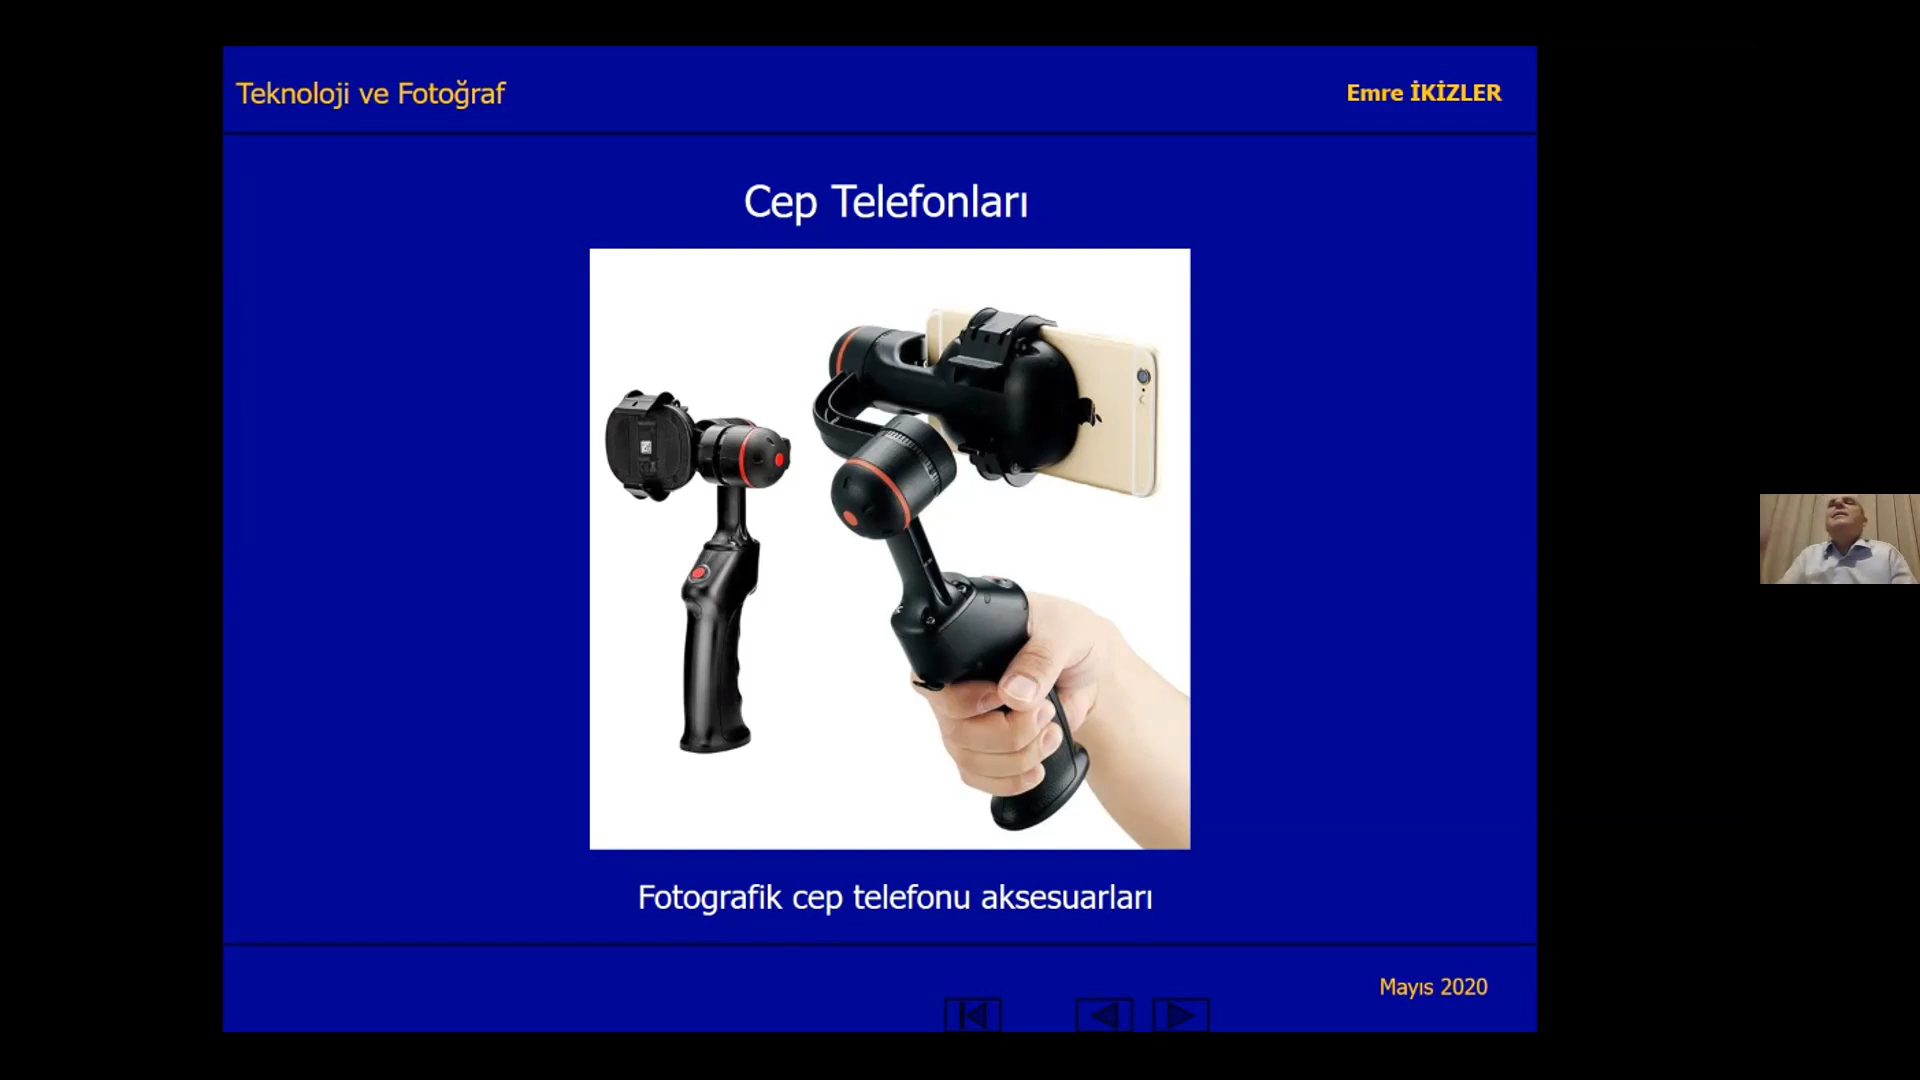 Teknoloji ve Fotoğraf
Emre İKİZLER
Cep Telefonları
Fotografik cep telefonu aksesuarları
Mayıs 2020